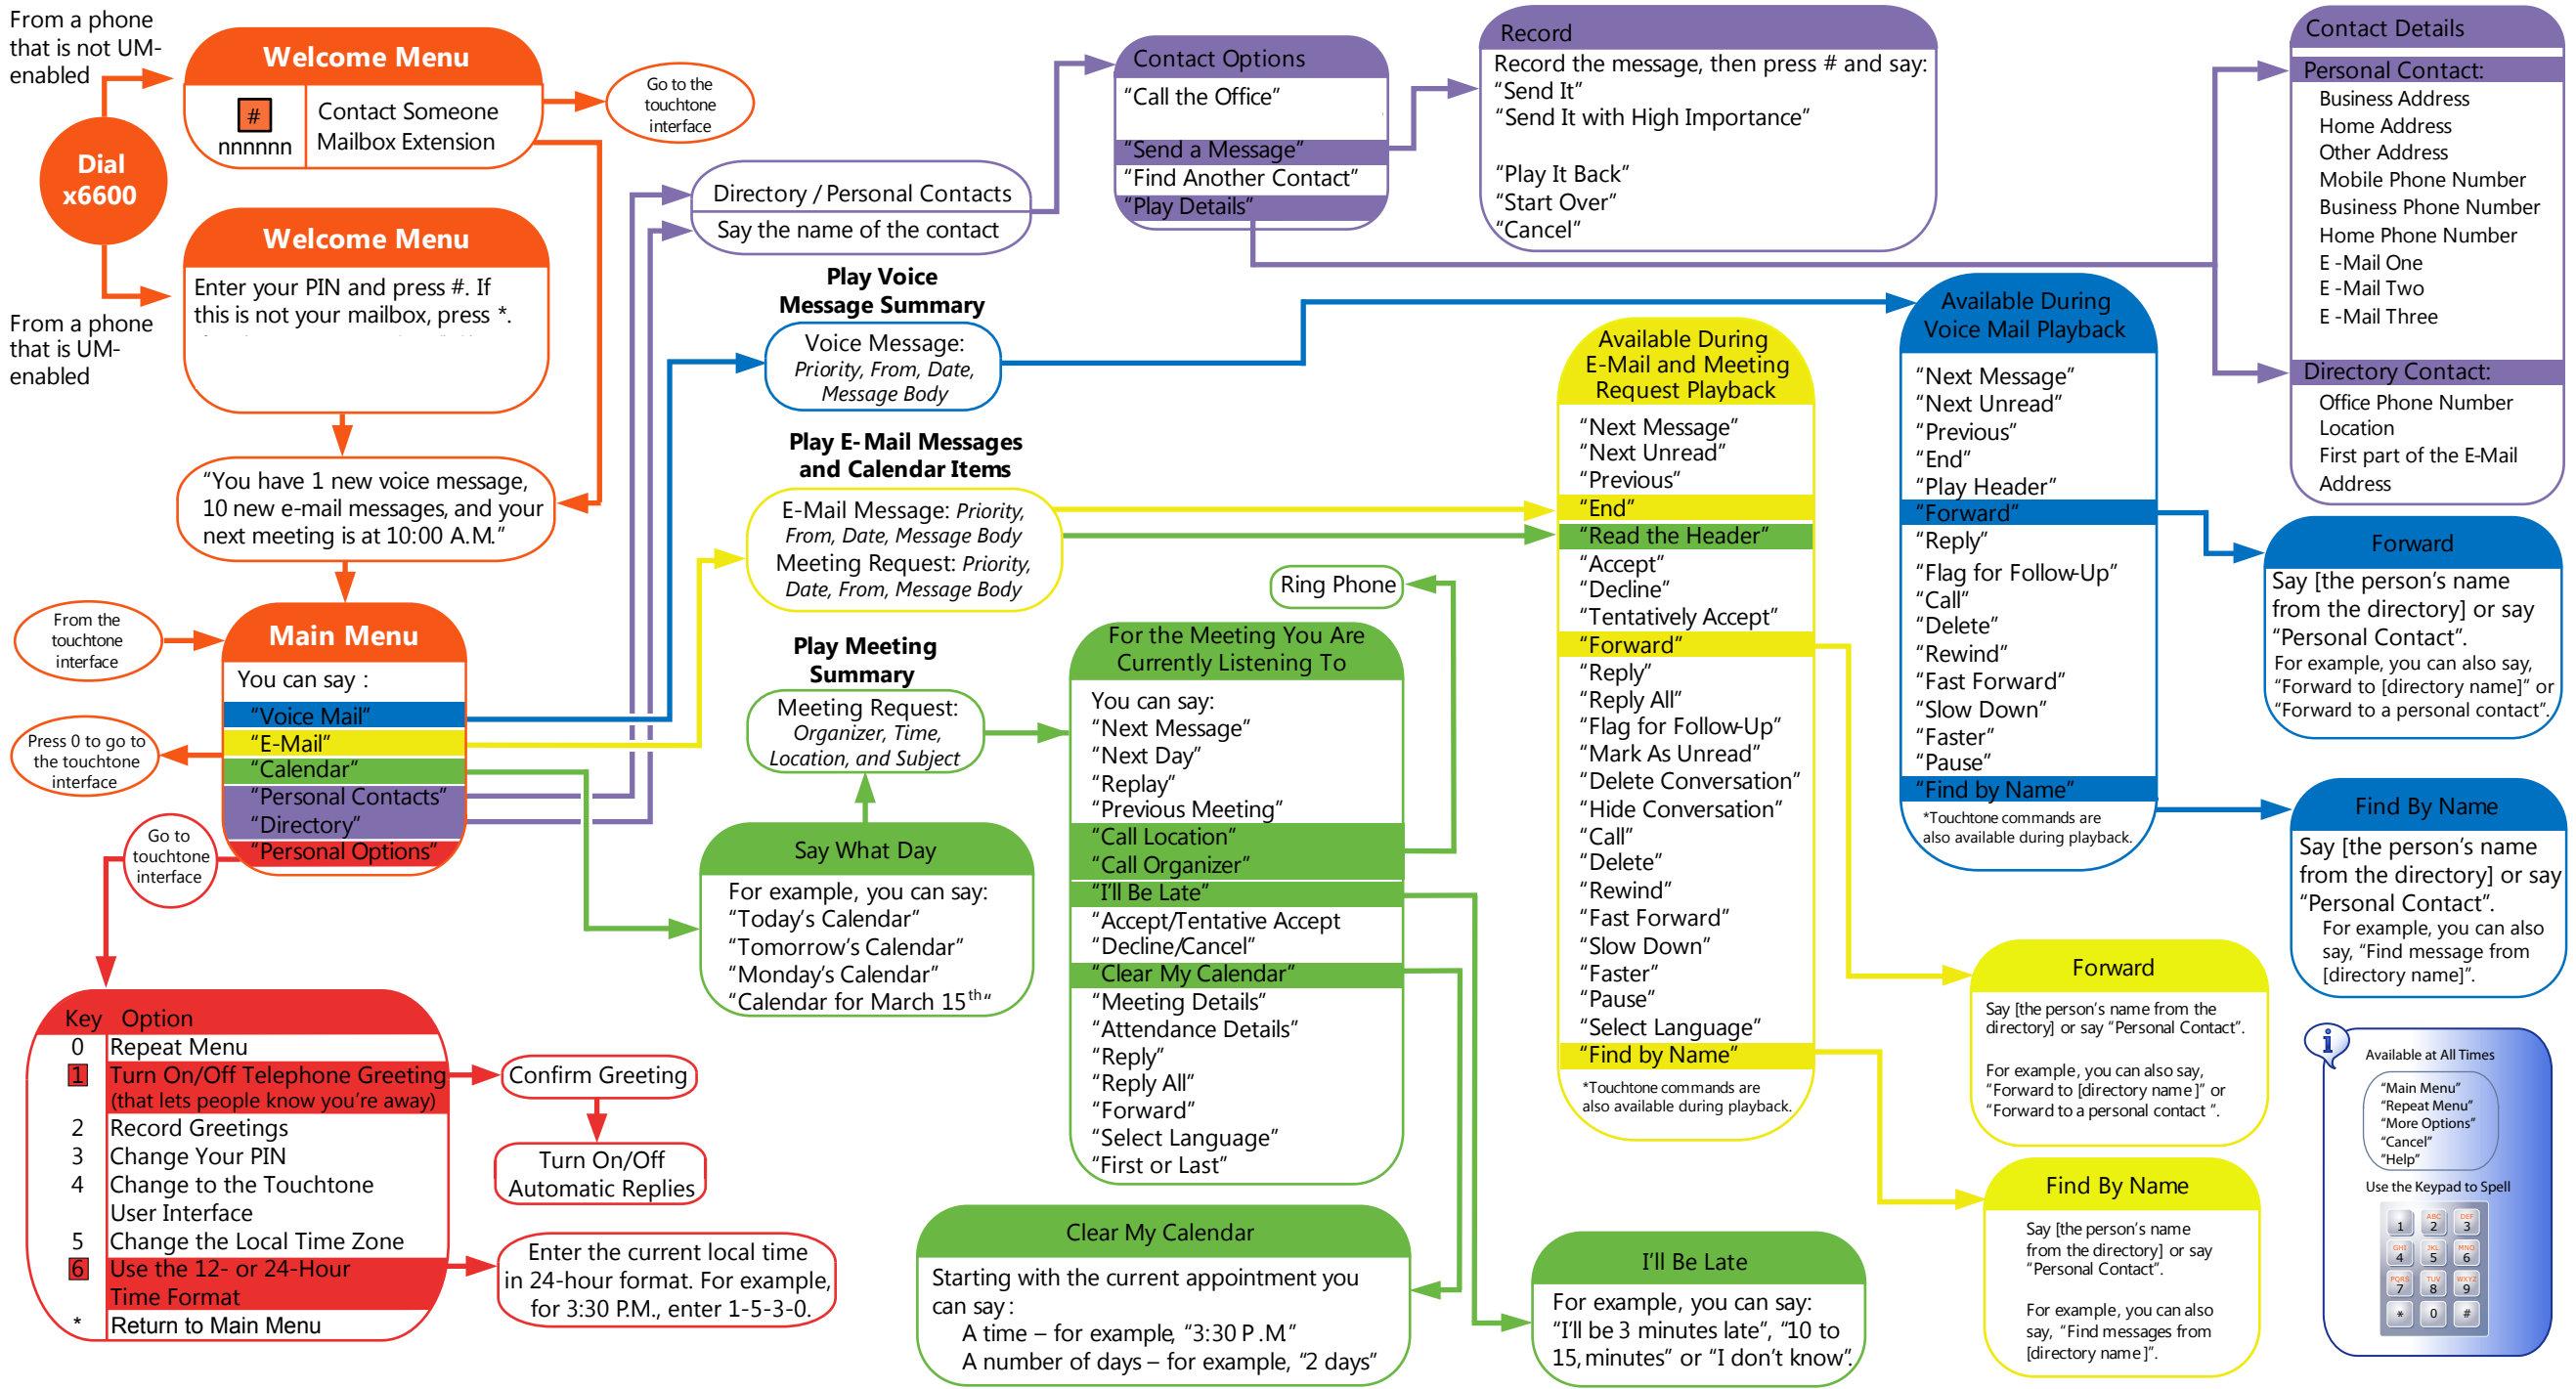 From a phone
that is not UM-
enabled
Dial
x6600
From a phone
that is UM-
enabled
Welcome Menu
#
nnnnnn
Contact Someone
Mailbox Extension
Go to the
touchtone
interface
Welcome Menu
Enter your PIN and press #. If
this is not your mailbox, press *.
“You have 1 new voice message,
10 new e-mail messages, and your
next meeting is at 10:00 A.M.”
From the
touchtone
interface
Main Menu
You can say :
“Voice Mail”
“E-Mail”
“Calendar”
“Personal Contacts”
“Directory”
“Personal Options”
Press 0 to go to
the touchtone
interface
Go to
touchtone
interface
Key Option
0 Repeat Menu
1 Turn On/Off Telephone Greeting
(that lets people know you’re away)
2 Record Greetings
3 Change Your PIN
4 Change to the Touchtone
User Interface
5 Change the Local Time Zone
6 Use the 12- or 24-Hour
Time Format
* Return to Main Menu
Confirm Greeting
Turn On/Off
Automatic Replies
Enter the current local time
in 24-hour format. For example,
for 3:30 P.M., enter 1-5-3-0.
Directory / Personal Contacts
Say the name of the contact
Contact Options
“Call the Office”
“Send a Message”
“Find Another Contact”
“Play Details”
Record
Record the message, then press # and say:
“Send It”
“Send It with High Importance”
“Play It Back”
“Start Over”
“Cancel”
Contact Details
Personal Contact:
Business Address
Home Address
Other Address
Mobile Phone Number
Business Phone Number
Home Phone Number
E -Mail One
E -Mail Two
E -Mail Three
Directory Contact:
Office Phone Number
Location
First part of the E-Mail
Address
Play Voice
Message Summary
Voice Message:
Priority, From, Date,
Message Body
Play E-Mail Messages
and Calendar Items
E-Mail Message: Priority,
From, Date, Message Body
Meeting Request: Priority,
Date, From, Message Body
Play Meeting
Summary
Meeting Request:
Organizer, Time,
Location, and Subject
Say What Day
For example, you can say:
“Today’s Calendar”
“Tomorrow’s Calendar”
“Monday’s Calendar”
“Calendar for March 15th“
Ring Phone
For the Meeting You Are
Currently Listening To
You can say:
“Next Message”
“Next Day”
“Replay”
“Previous Meeting”
“Call Location”
“Call Organizer”
“I’ll Be Late”
“Accept/Tentative Accept
“Decline/Cancel”
“Clear My Calendar”
“Meeting Details”
“Attendance Details”
“Reply”
“Reply All”
“Forward”
“Select Language”
“First or Last”
Clear My Calendar
Starting with the current appointment you
can say :
A time – for example, “3:30 P .M.”
A number of days – for example, “2 days”
I’ll Be Late
For example, you can say:
“I’ll be 3 minutes late”, “10 to
15, minutes” or “I don’t know”.
Available During
E-Mail and Meeting
Request Playback
“Next Message”
“Next Unread”
“Previous”
“End”
“Read the Header”
“Accept”
“Decline”
“Tentatively Accept”
“Forward”
“Reply”
“Reply All”
“Flag for Follow-Up”
“Mark As Unread”
“Delete Conversation”
“Hide Conversation”
“Call”
“Delete”
“Rewind”
“Fast Forward”
“Slow Down”
“Faster”
“Pause”
“Select Language”
“Find by Name”
*Touchtone commands are
also available during playback.
Available During
Voice Mail Playback
“Next Message”
“Next Unread”
“Previous”
“End”
“Play Header”
“Forward”
“Reply”
“Flag for Follow-Up”
“Call”
“Delete”
“Rewind”
“Fast Forward”
“Slow Down”
“Faster”
“Pause”
“Find by Name”
*Touchtone commands are
also available during playback.
Forward
Say [the person’s name
from the directory] or say
“Personal Contact”.
For example, you can also say,
“Forward to [directory name]” or
“Forward to a personal contact”.
Find By Name
Say [the person’s name
from the directory] or say
“Personal Contact”.
For example, you can also
say, “Find message from
[directory name]”.
Forward
Say [the person’s name from the
directory] or say “Personal Contact”.
For example, you can also say,
“Forward to [directory name ]” or
“Forward to a personal contact “.
Find By Name
Say [the person’s name
from the directory] or say
“Personal Contact”.
For example, you can also
say, “Find messages from
[directory name ]”.
i
Available at All Times
“Main Menu”
“Repeat Menu”
“More Options”
“Cancel”
“Help”
Use the Keypad to Spell
1 ABC 2 DEF 3
GHI 4 JKL 5 MNO 6
PQRS 7 TUV 8 WXYZ 9
* 0 #